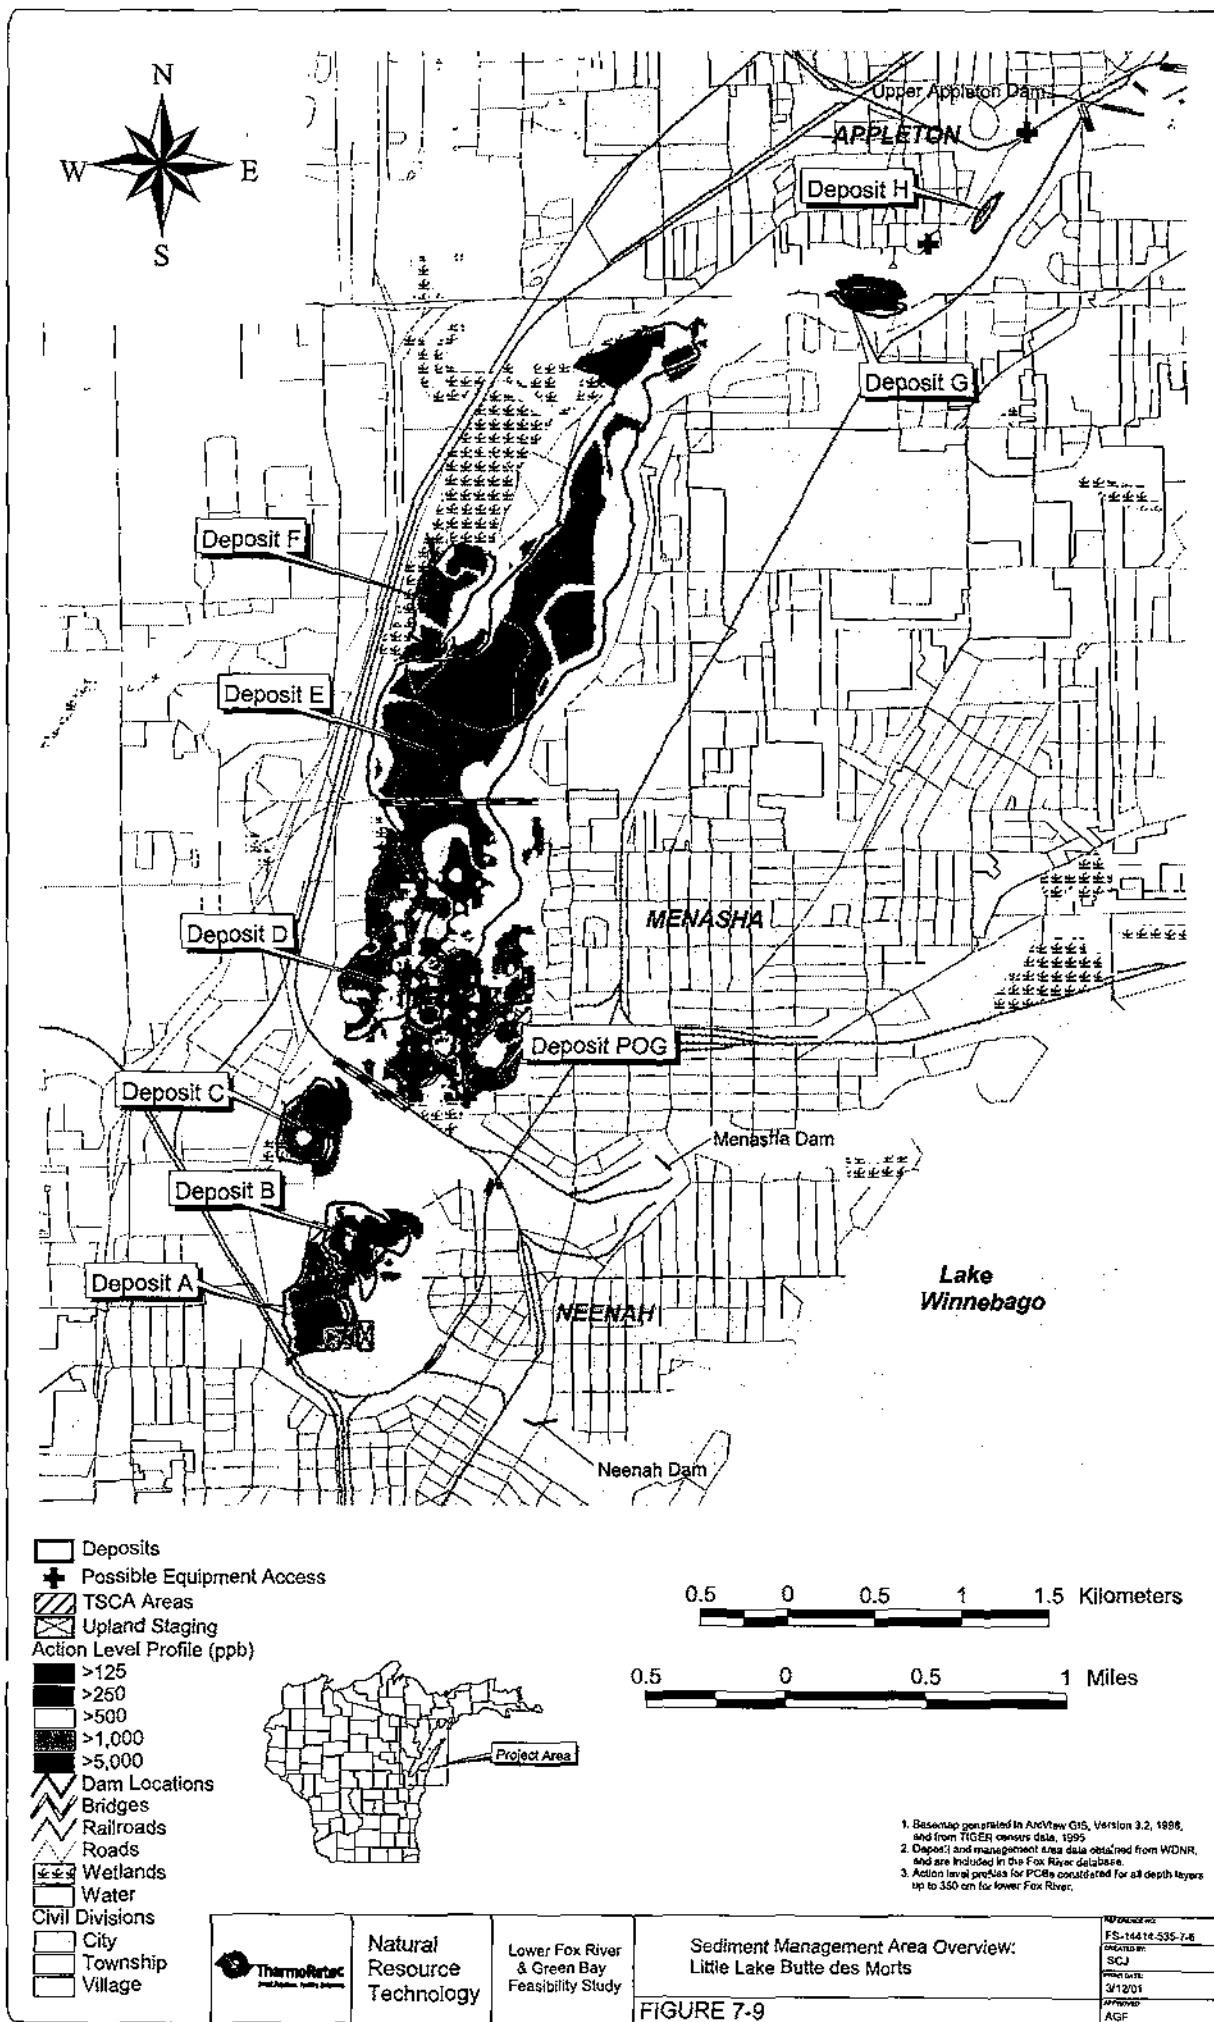 N
W E
S
Upper Appleton Dam
APPLETON
Deposit H
Deposit G
Deposit F
Deposit E
Deposit D
MENASHA
Deposit POG
Deposit C
Menasha Dam
Deposit B
Deposit A
Lake
Winnebago
NEENAH
Neenah Dam
Deposits
Possible Equipment Access
TSCA Areas
Upland Staging
Action Level Profile (ppb)
>125
>250
>500
>1,000
>5,000
Dam Locations
Bridges
Railroads
Roads
Wetlands
Water
Civil Divisions
City
Township
Village
0.5 0 0.5 1 1.5 Kilometers
0.5 0 0.5 1 Miles
Project Area
1. Basemap generated in ArcView GIS, Version 3.2, 1998,
and from TIGER census data, 1995
2. Deposit and management area data obtained from WDNR,
and are included in the Fox River database.
3. Action level profiles for PCBs considered for all depth layers
up to 350 cm for lower Fox River.
ThermoRetec
Natural
Resource
Technology
Lower Fox River
& Green Bay
Feasibility Study
Sediment Management Area Overview:
Little Lake Butte des Morts
FIGURE 7-9
REFERENCE NO:
FS-14414-535-7-6
CREATED BY:
SCJ
PRINT DATE:
3/12/01
APPROVED:
AGF